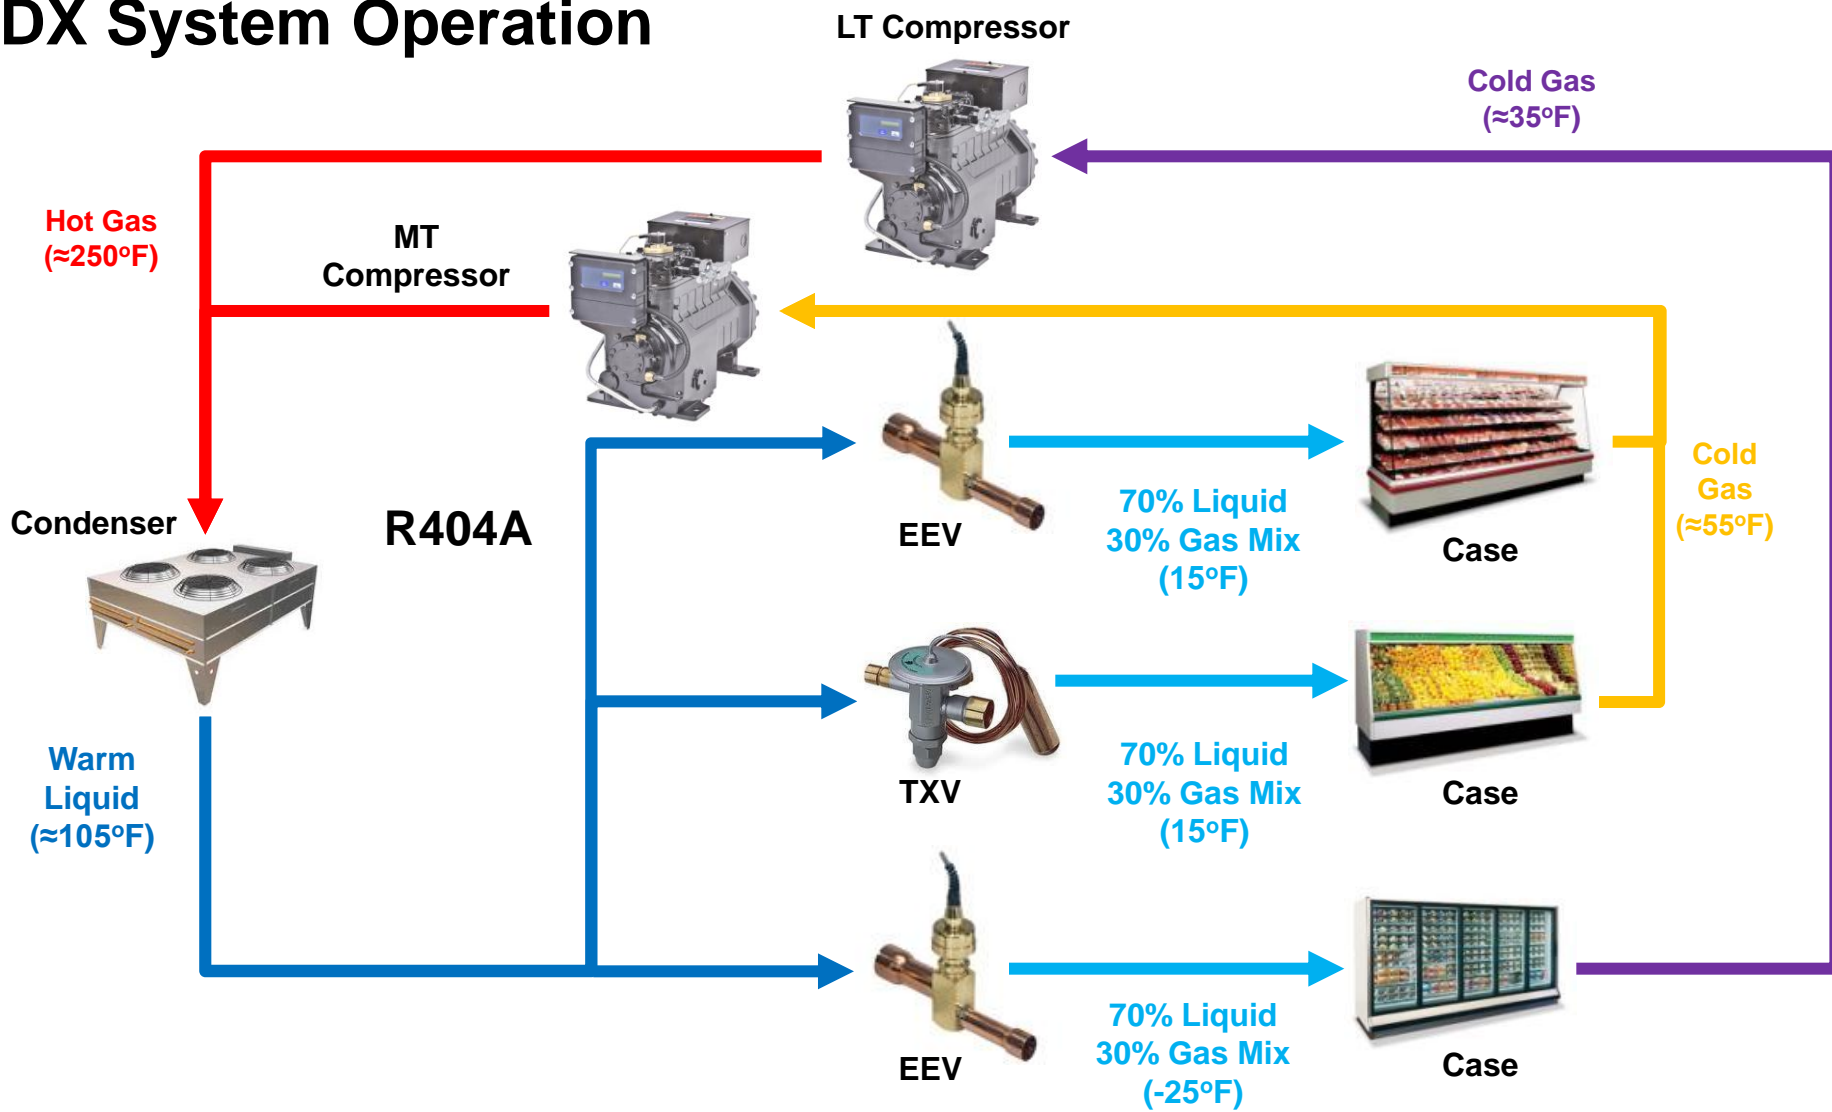 DX System Operation
LT Compressor
Cold Gas
(≈35ºF)
Hot Gas
(≈250ºF)
MT
Compressor
Condenser
R404A
EEV
70% Liquid
30% Gas Mix
(15ºF)
Case
Cold
Gas
(≈55ºF)
Warm
Liquid
(≈105ºF)
TXV
70% Liquid
30% Gas Mix
(15ºF)
Case
EEV
70% Liquid
30% Gas Mix
(-25ºF)
Case